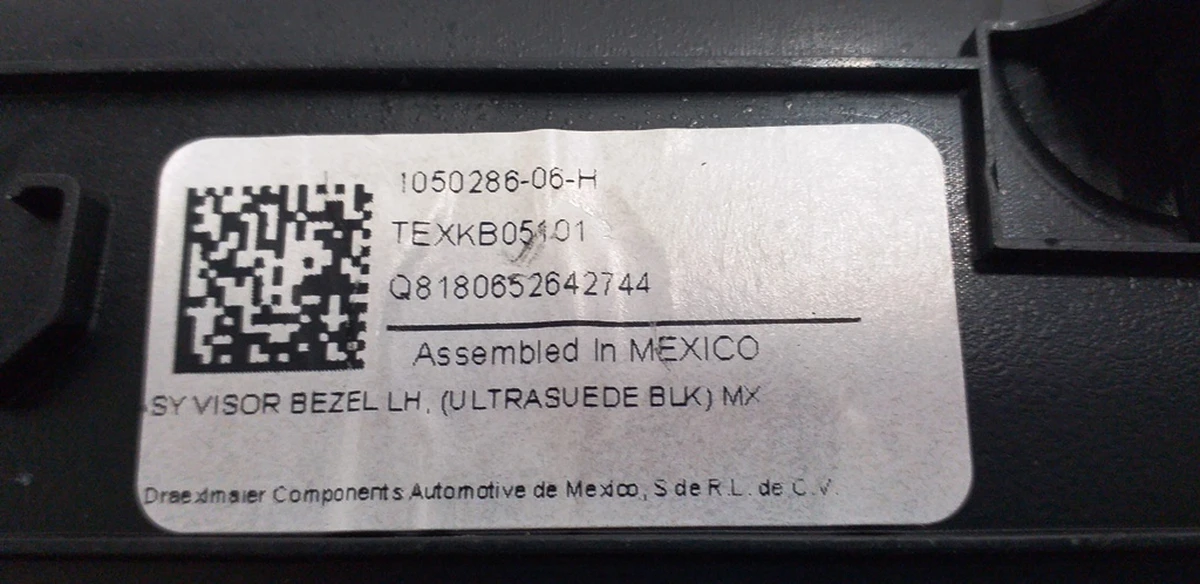 1050286-06-H
TEXKB05101
Q8180652642744
Assembled In MEXICO
SY VISOR BEZEL LH, (ULTRASUEDE BLK) MX
Draexlmaier Components Automotive de Mexico, S de R.L. de C.V.